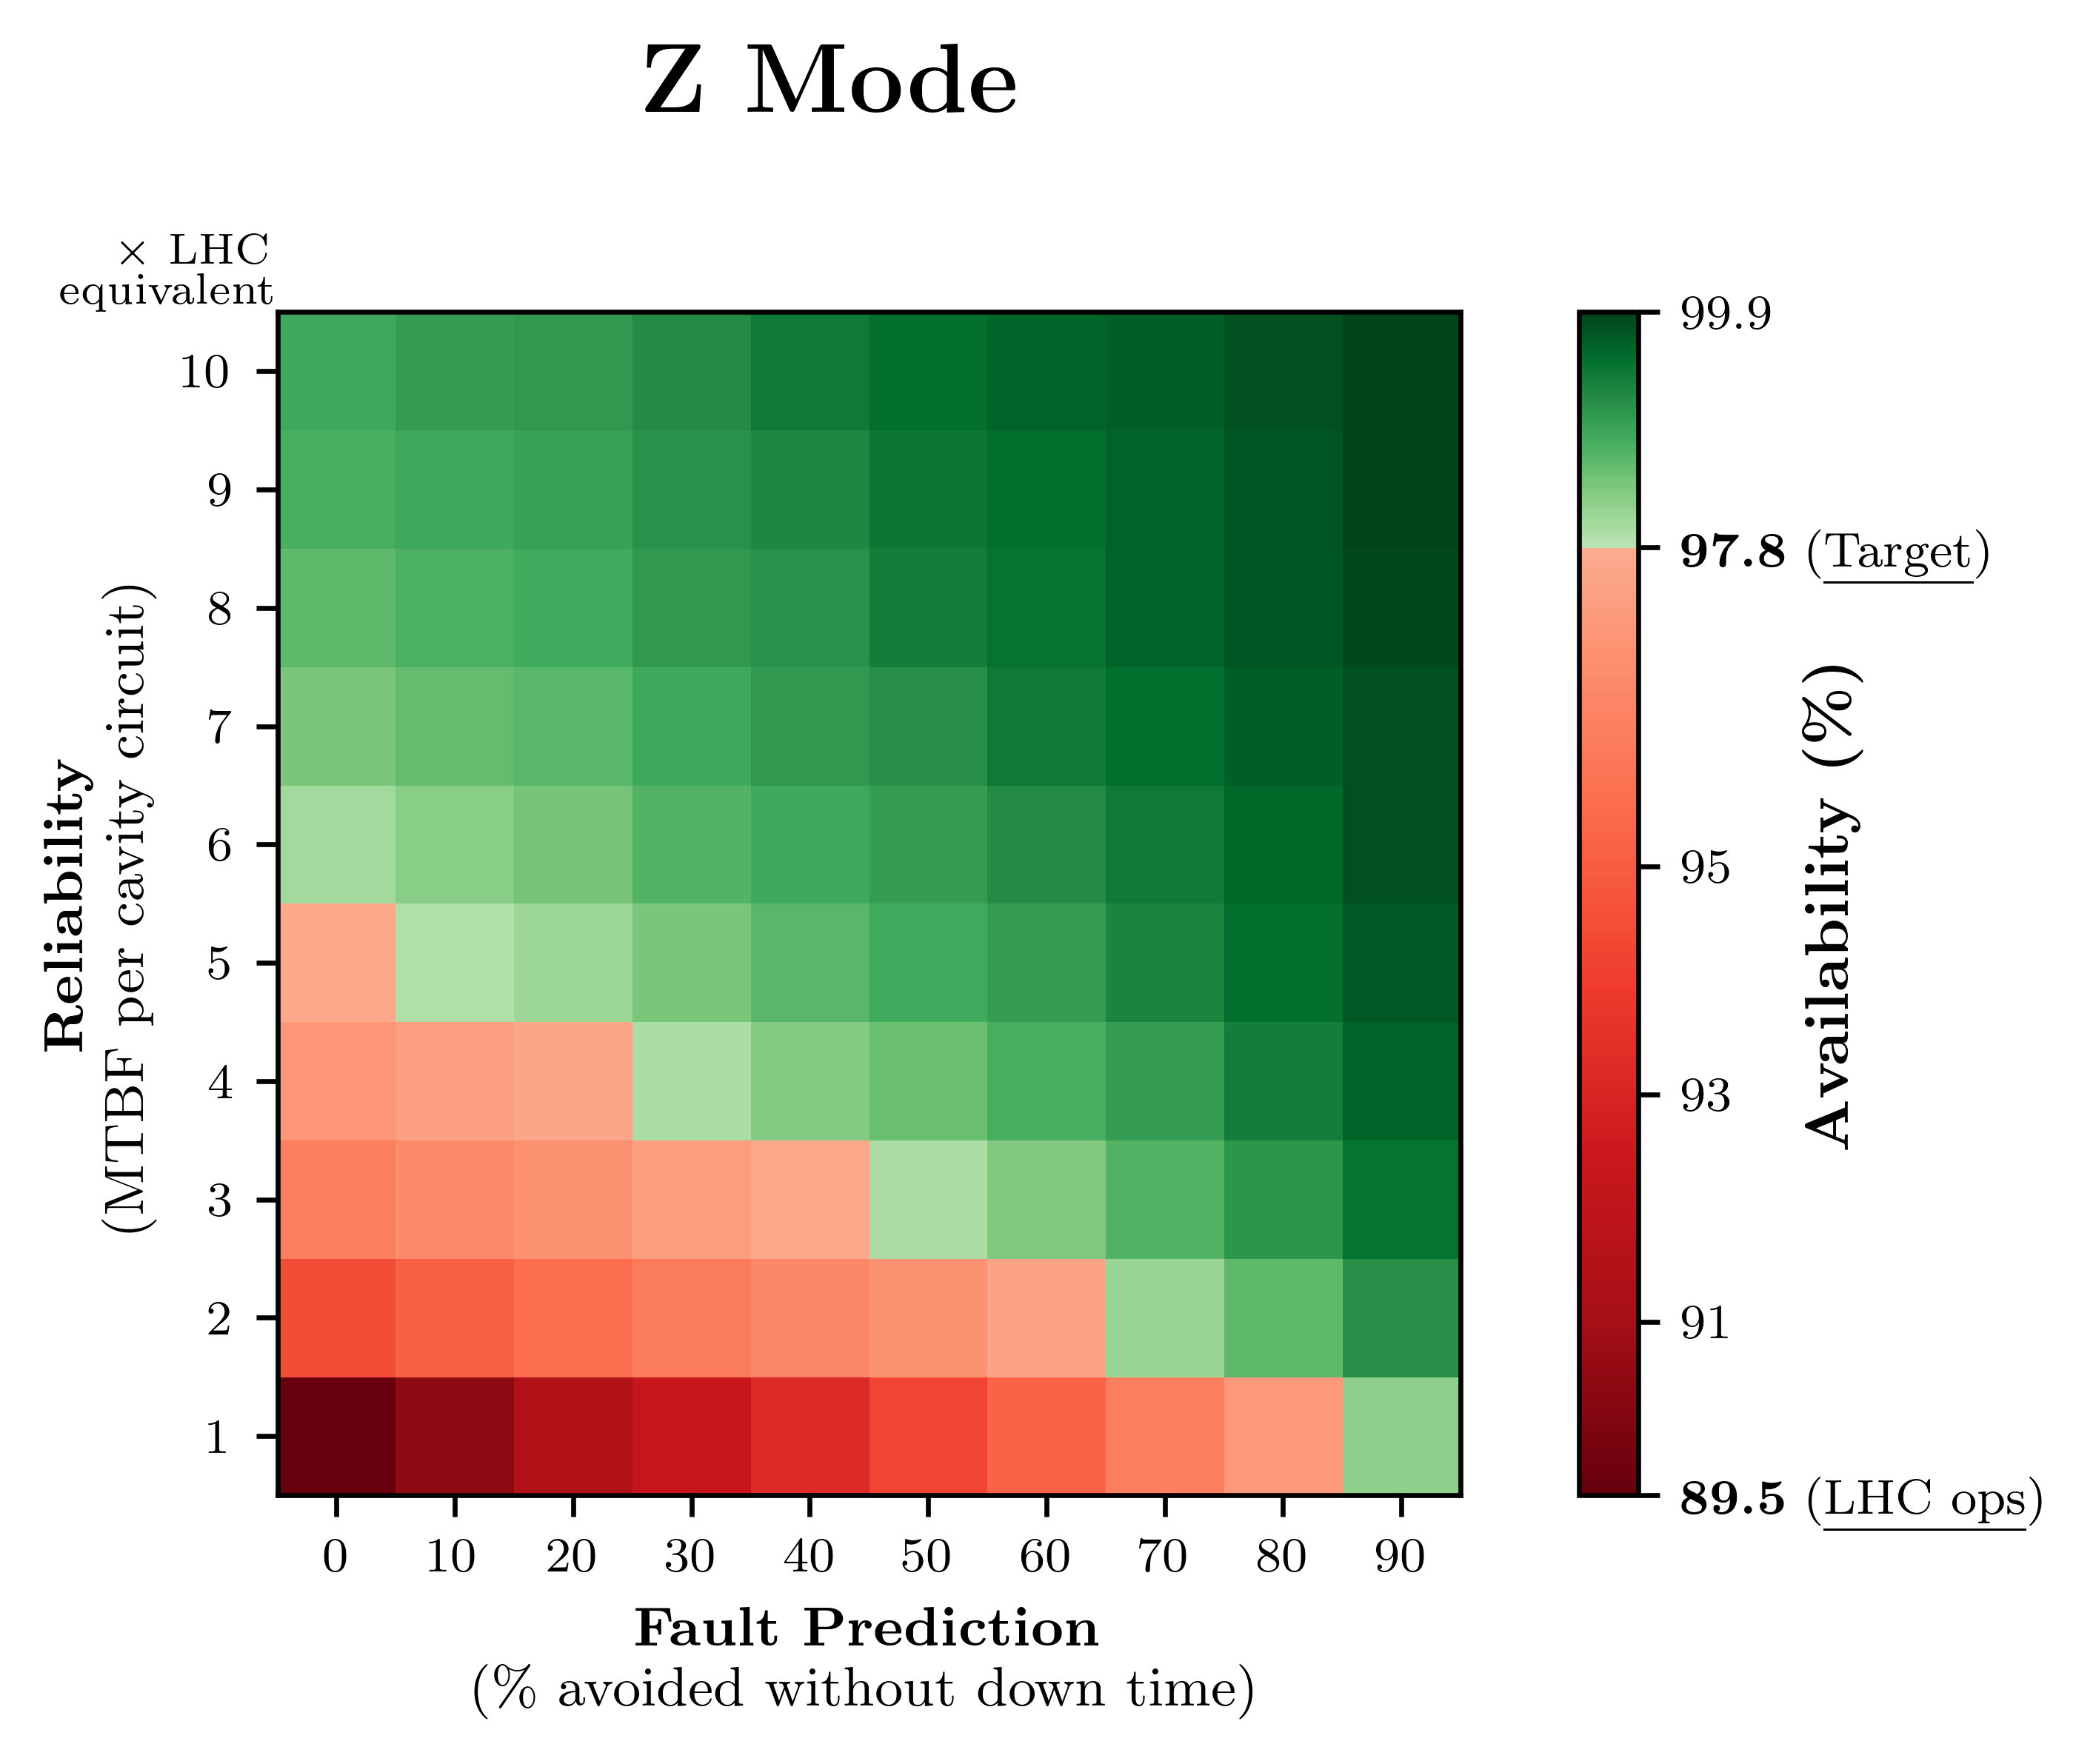 Z Mode
× LHC
equivalent
10
9
8
7
6
5
4
3
2
1
Reliability
(MTBF per cavity circuit)
0 10 20 30 40 50 60 70 80 90
Fault Prediction
(% avoided without down time)
99.9
97.8 (Target)
95
93
91
89.5 (LHC ops)
Availability (%)